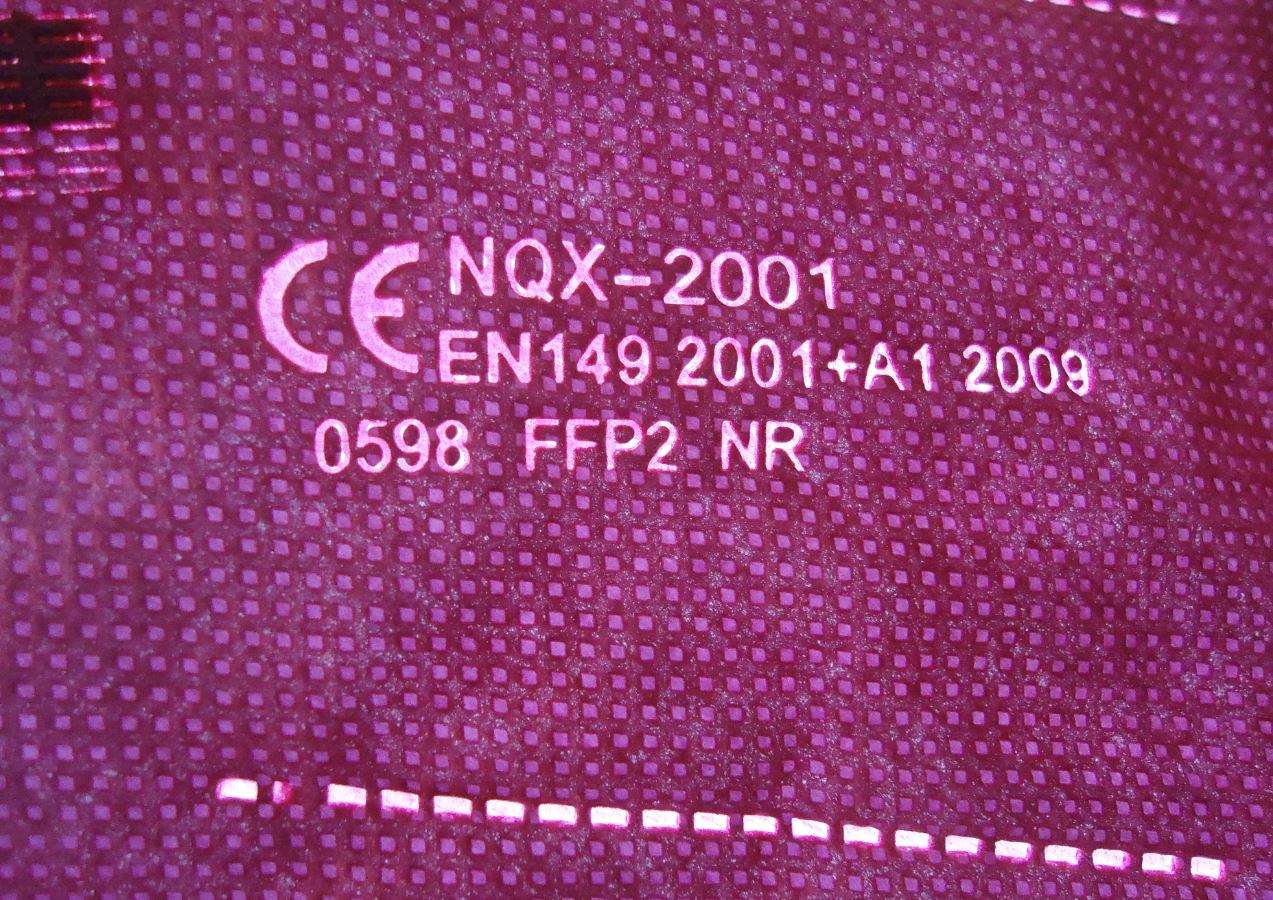 CE NQX-2001
EN149 2001+A1 2009
0598 FFP2 NR